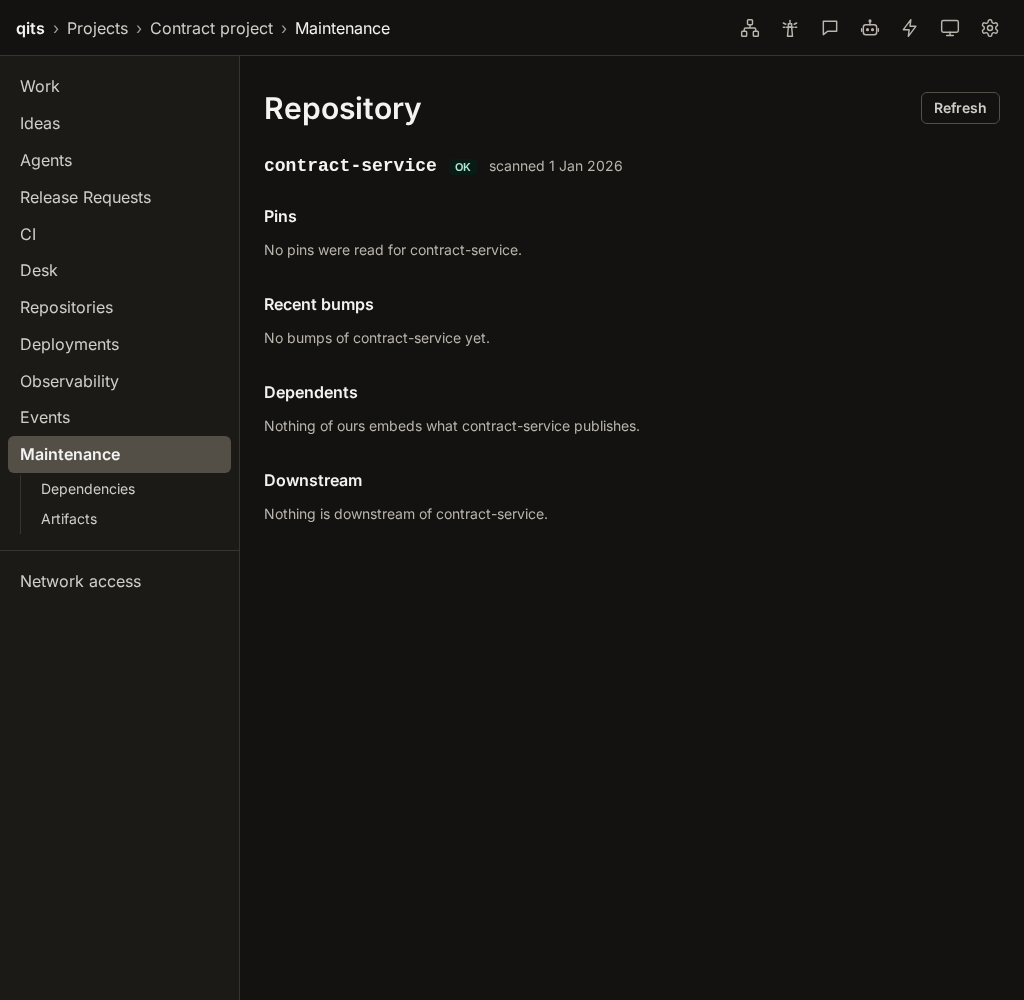 qits › Projects › Contract project › Maintenance
Work
Ideas
Agents
Release Requests
CI
Desk
Repositories
Deployments
Observability
Events
Maintenance
Dependencies
Artifacts
Network access
Repository
Refresh
contract-service OK scanned 1 Jan 2026
Pins
No pins were read for contract-service.
Recent bumps
No bumps of contract-service yet.
Dependents
Nothing of ours embeds what contract-service publishes.
Downstream
Nothing is downstream of contract-service.